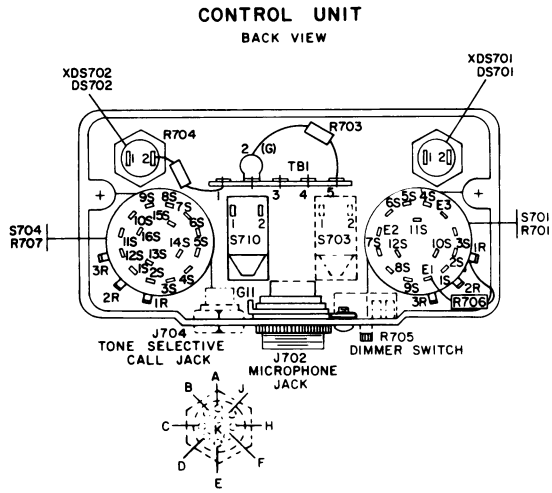 CONTROL UNIT
BACK VIEW
XDS702
DS702
XDS701
DS701
R704
R703
1 2
2 (G)
TB1
1 2
1 3 4 5
9S 8S 7S
10S 15S 6S
11S 16S 14S 5S
12S 13S
1S 2S 3S 4S
S704
R707
3R
2R
1R
1 2
S710
2
S703
6S 5S 4S E3
E2 11S
7S 12S 10S 3S
8S E1 2S
9S 1S
S701
R701
1R
2R
3R
R706
G11
J704
TONE SELECTIVE
CALL JACK
J702
MICROPHONE
JACK
R705
DIMMER SWITCH
A
B J
C K H
D F
E